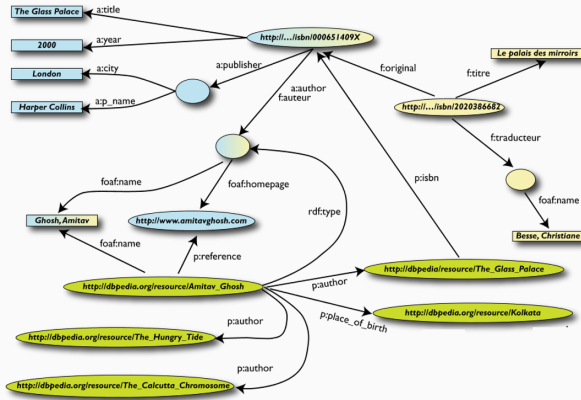 The Glass Palace
a:title
http://…/isbn/000651409X
2000
a:year
Le palais des mirroirs
London
a:city
a:publisher
f:original
f:titre
Harper Collins
a:p_name
a:author
f:auteur
http://…/isbn/2020386682
f:traducteur
p:isbn
foaf:name
foaf:homepage
rdf:type
foaf:name
Ghosh, Amitav
http://www.amitavghosh.com
Besse, Christiane
foaf:name
p:reference
http://dbpedia/resource/The_Glass_Palace
http://dbpedia.org/resource/Amitav_Ghosh
p:author
http://dbpedia.org/resource/Kolkata
p:place_of_birth
p:author
http://dbpedia.org/resource/The_Hungry_Tide
p:author
http://dbpedia.org/resource/The_Calcutta_Chromosome